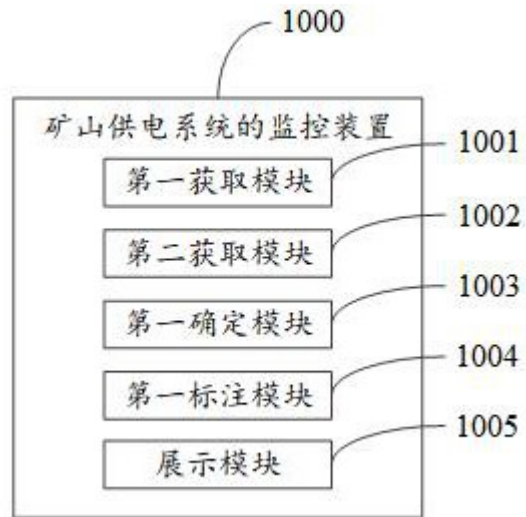 1000
矿山供电系统的监控装置
第一获取模块
1001
第二获取模块
1002
第一确定模块
1003
第一标注模块
1004
展示模块
1005